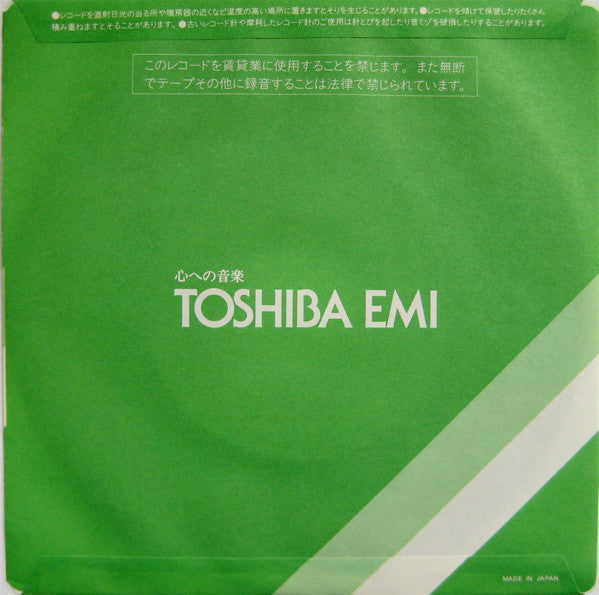 ●レコードを直射日光の当る所や暖房器の近くなど温度の高い場所に置きますとそりを生じることがあります。●レコードを傾けて保管したりたくさん
積み重ねますとそることがあります。●古いレコード針や摩耗したレコード針のご使用は針とびを起したり音ミゾを破損したりすることがあります。
このレコードを賃貸業に使用することを禁じます。また無断
でテープその他に録音することは法律で禁じられています。
心への音楽
TOSHIBA EMI
MADE IN JAPAN